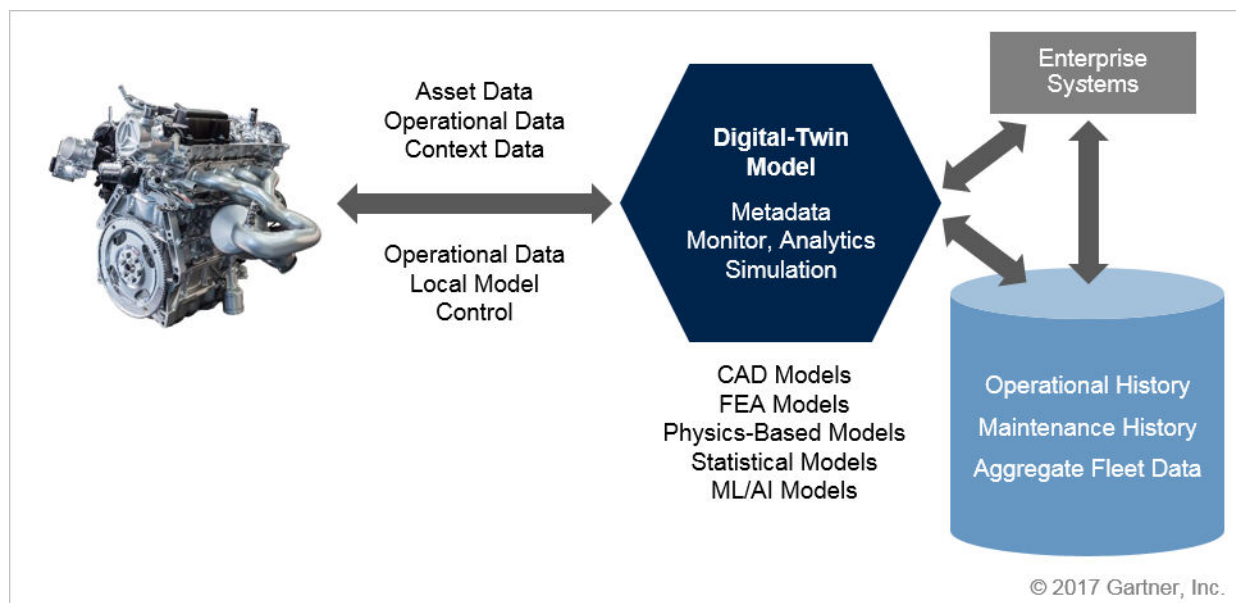 Asset Data
Operational Data
Context Data
Operational Data
Local Model
Control
Digital-Twin
Model
Metadata
Monitor, Analytics
Simulation
CAD Models
FEA Models
Physics-Based Models
Statistical Models
ML/AI Models
Enterprise
Systems
Operational History
Maintenance History
Aggregate Fleet Data
© 2017 Gartner, Inc.